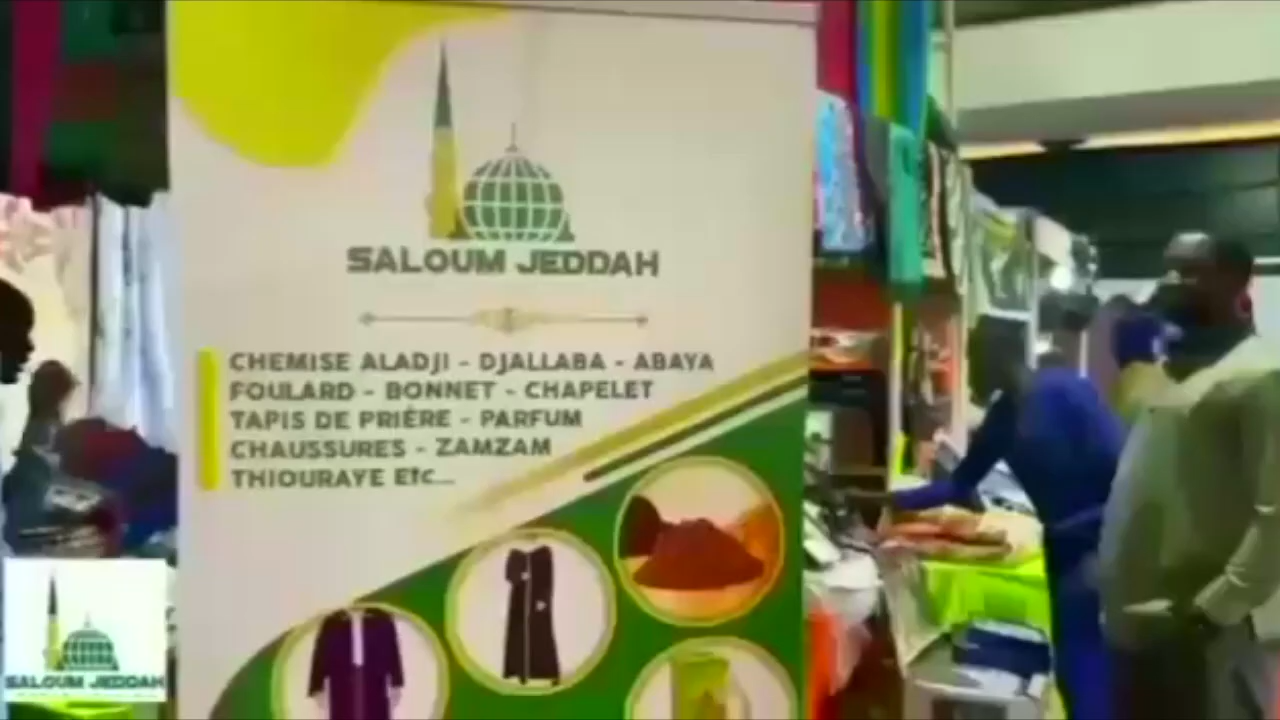 SALOUM JEDDAH
CHEMISE ALADJI - DJALLABA - ABAYA
FOULARD - BONNET - CHAPELET
TAPIS DE PRIÈRE - PARFUM
CHAUSSURES - ZAMZAM
THIOURAYE Etc...
SALOUM JEDDAH